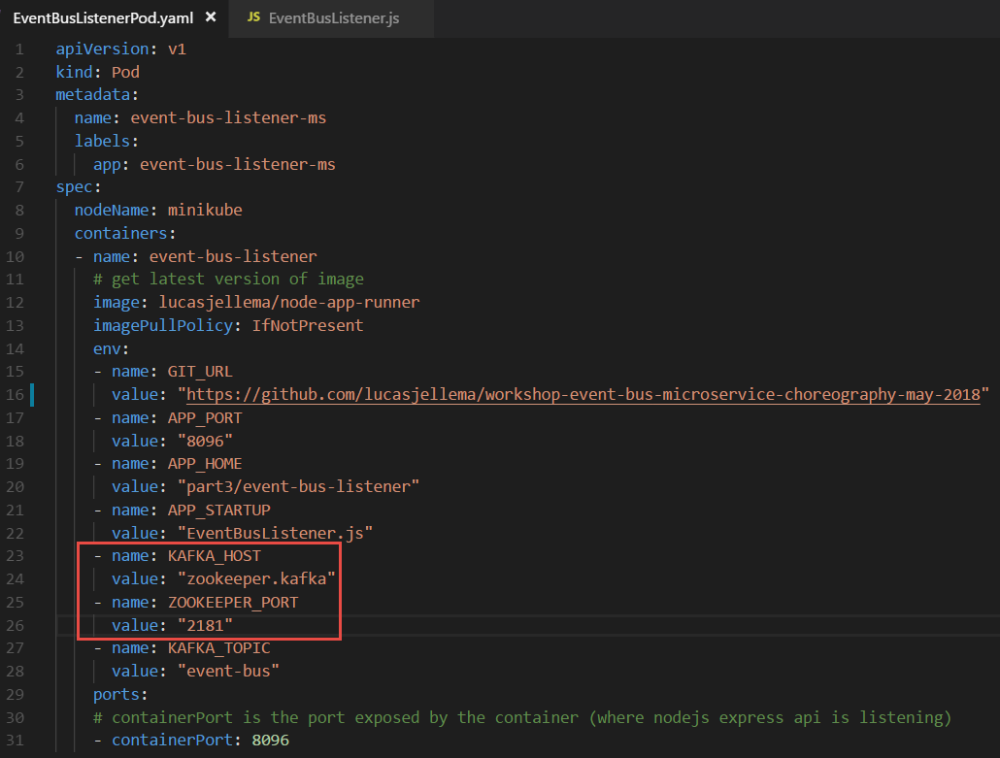 EventBusListenerPod.yaml × JS EventBusListener.js
1 apiVersion: v1
2 kind: Pod
3 metadata:
4 name: event-bus-listener-ms
5 labels:
6 app: event-bus-listener-ms
7 spec:
8 nodeName: minikube
9 containers:
10 - name: event-bus-listener
11 # get latest version of image
12 image: lucasjellema/node-app-runner
13 imagePullPolicy: IfNotPresent
14 env:
15 - name: GIT_URL
16 value: "https://github.com/lucasjellema/workshop-event-bus-microservice-choreography-may-2018"
17 - name: APP_PORT
18 value: "8096"
19 - name: APP_HOME
20 value: "part3/event-bus-listener"
21 - name: APP_STARTUP
22 value: "EventBusListener.js"
23 - name: KAFKA_HOST
24 value: "zookeeper.kafka"
25 - name: ZOOKEEPER_PORT
26 value: "2181"
27 - name: KAFKA_TOPIC
28 value: "event-bus"
29 ports:
30 # containerPort is the port exposed by the container (where nodejs express api is listening)
31 - containerPort: 8096